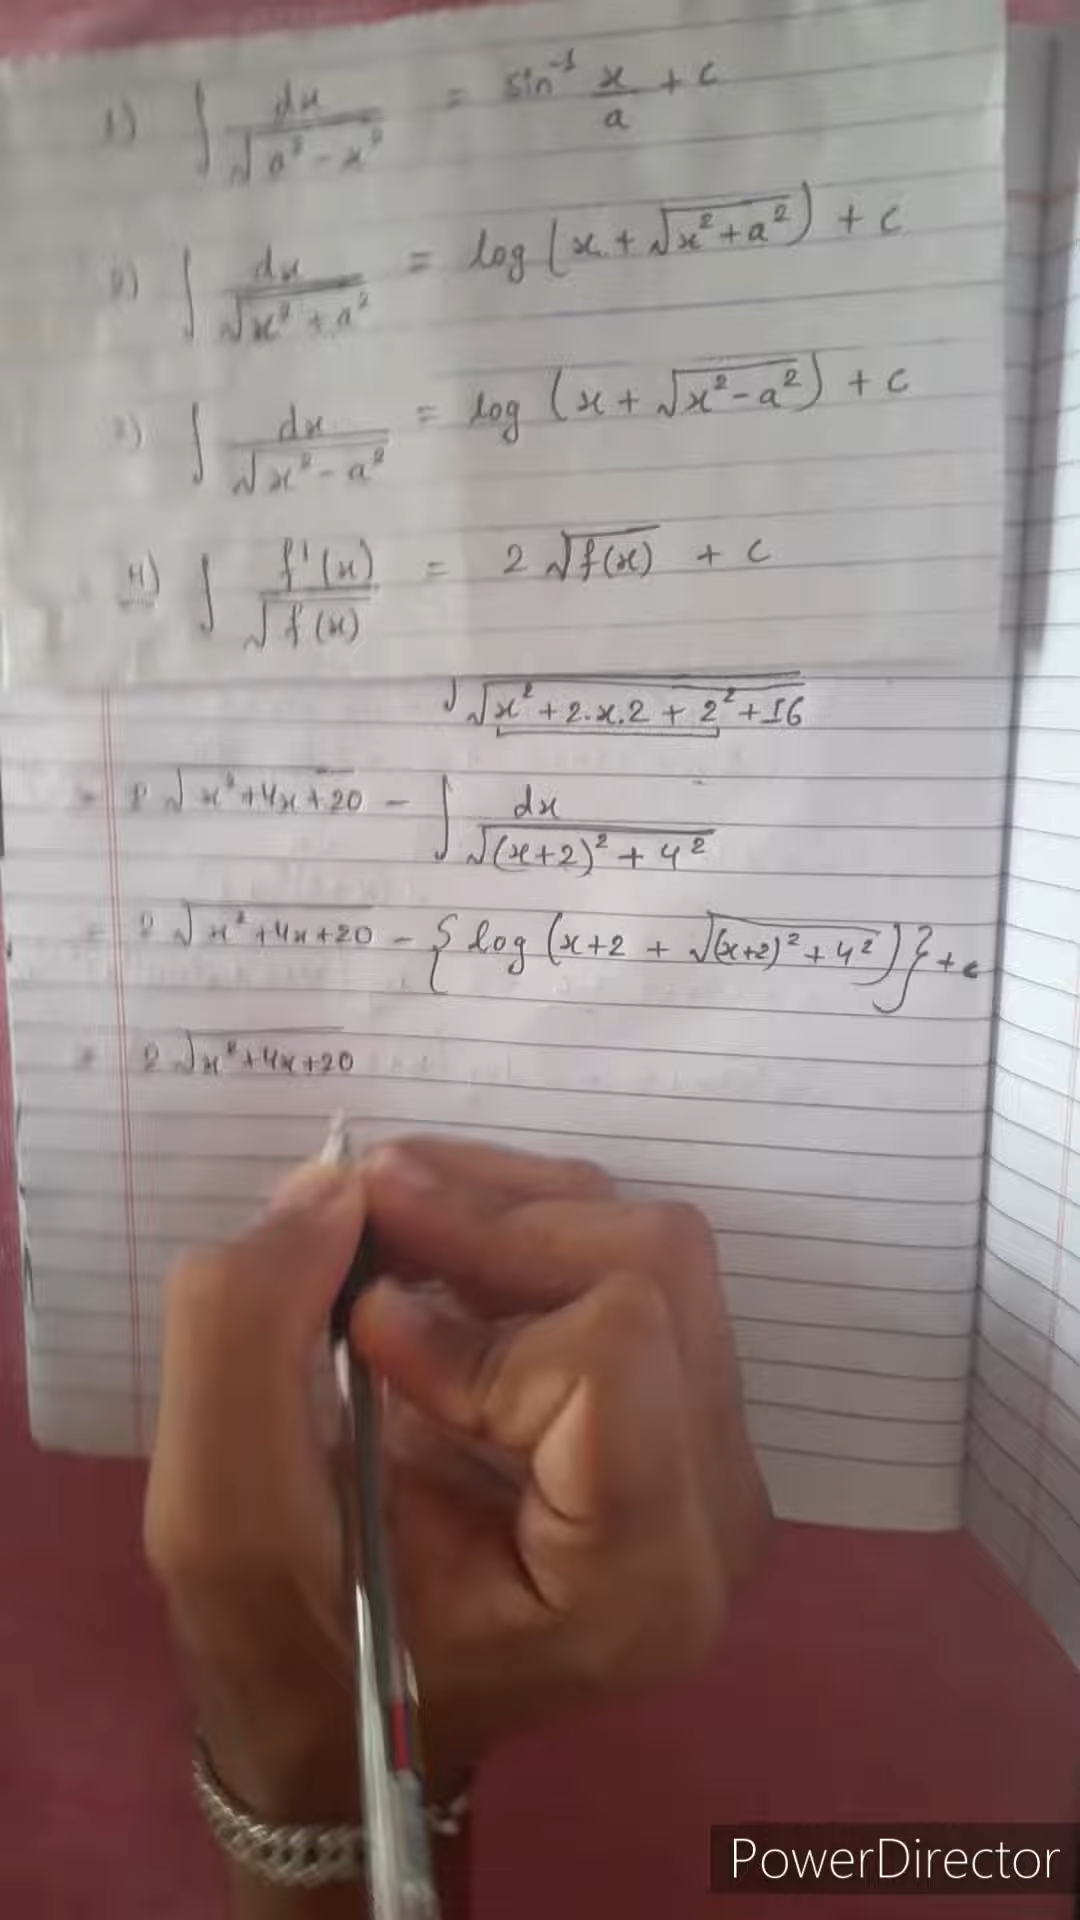 1) ∫ dx / √(a² - x²) = sin⁻¹ x/a + c
2) ∫ dx / √(x² + a²) = log (x + √(x² + a²)) + c
3) ∫ dx / √(x² - a²) = log (x + √(x² - a²)) + c
4) ∫ f'(x) / √f(x) = 2 √f(x) + c
∫ √(x² + 2.x.2 + 2² + 16)
= 2 √(x² + 4x + 20) - ∫ dx / √((x+2)² + 4²)
= 2 √(x² + 4x + 20) - { log (x+2 + √((x+2)² + 4²)) } + c
= 2 √(x² + 4x + 20)
PowerDirector